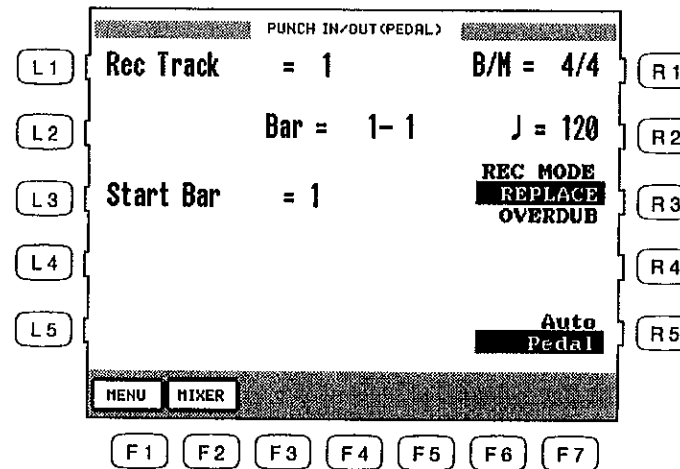 PUNCH IN/OUT(PEDAL)
L1 Rec Track = 1 B/M = 4/4 R1
L2 Bar = 1- 1 ♩ = 120 R2
REC MODE
L3 Start Bar = 1 REPLACE R3
OVERDUB
L4 R4
Auto
L5 Pedal R5
MENU MIXER
F1 F2 F3 F4 F5 F6 F7